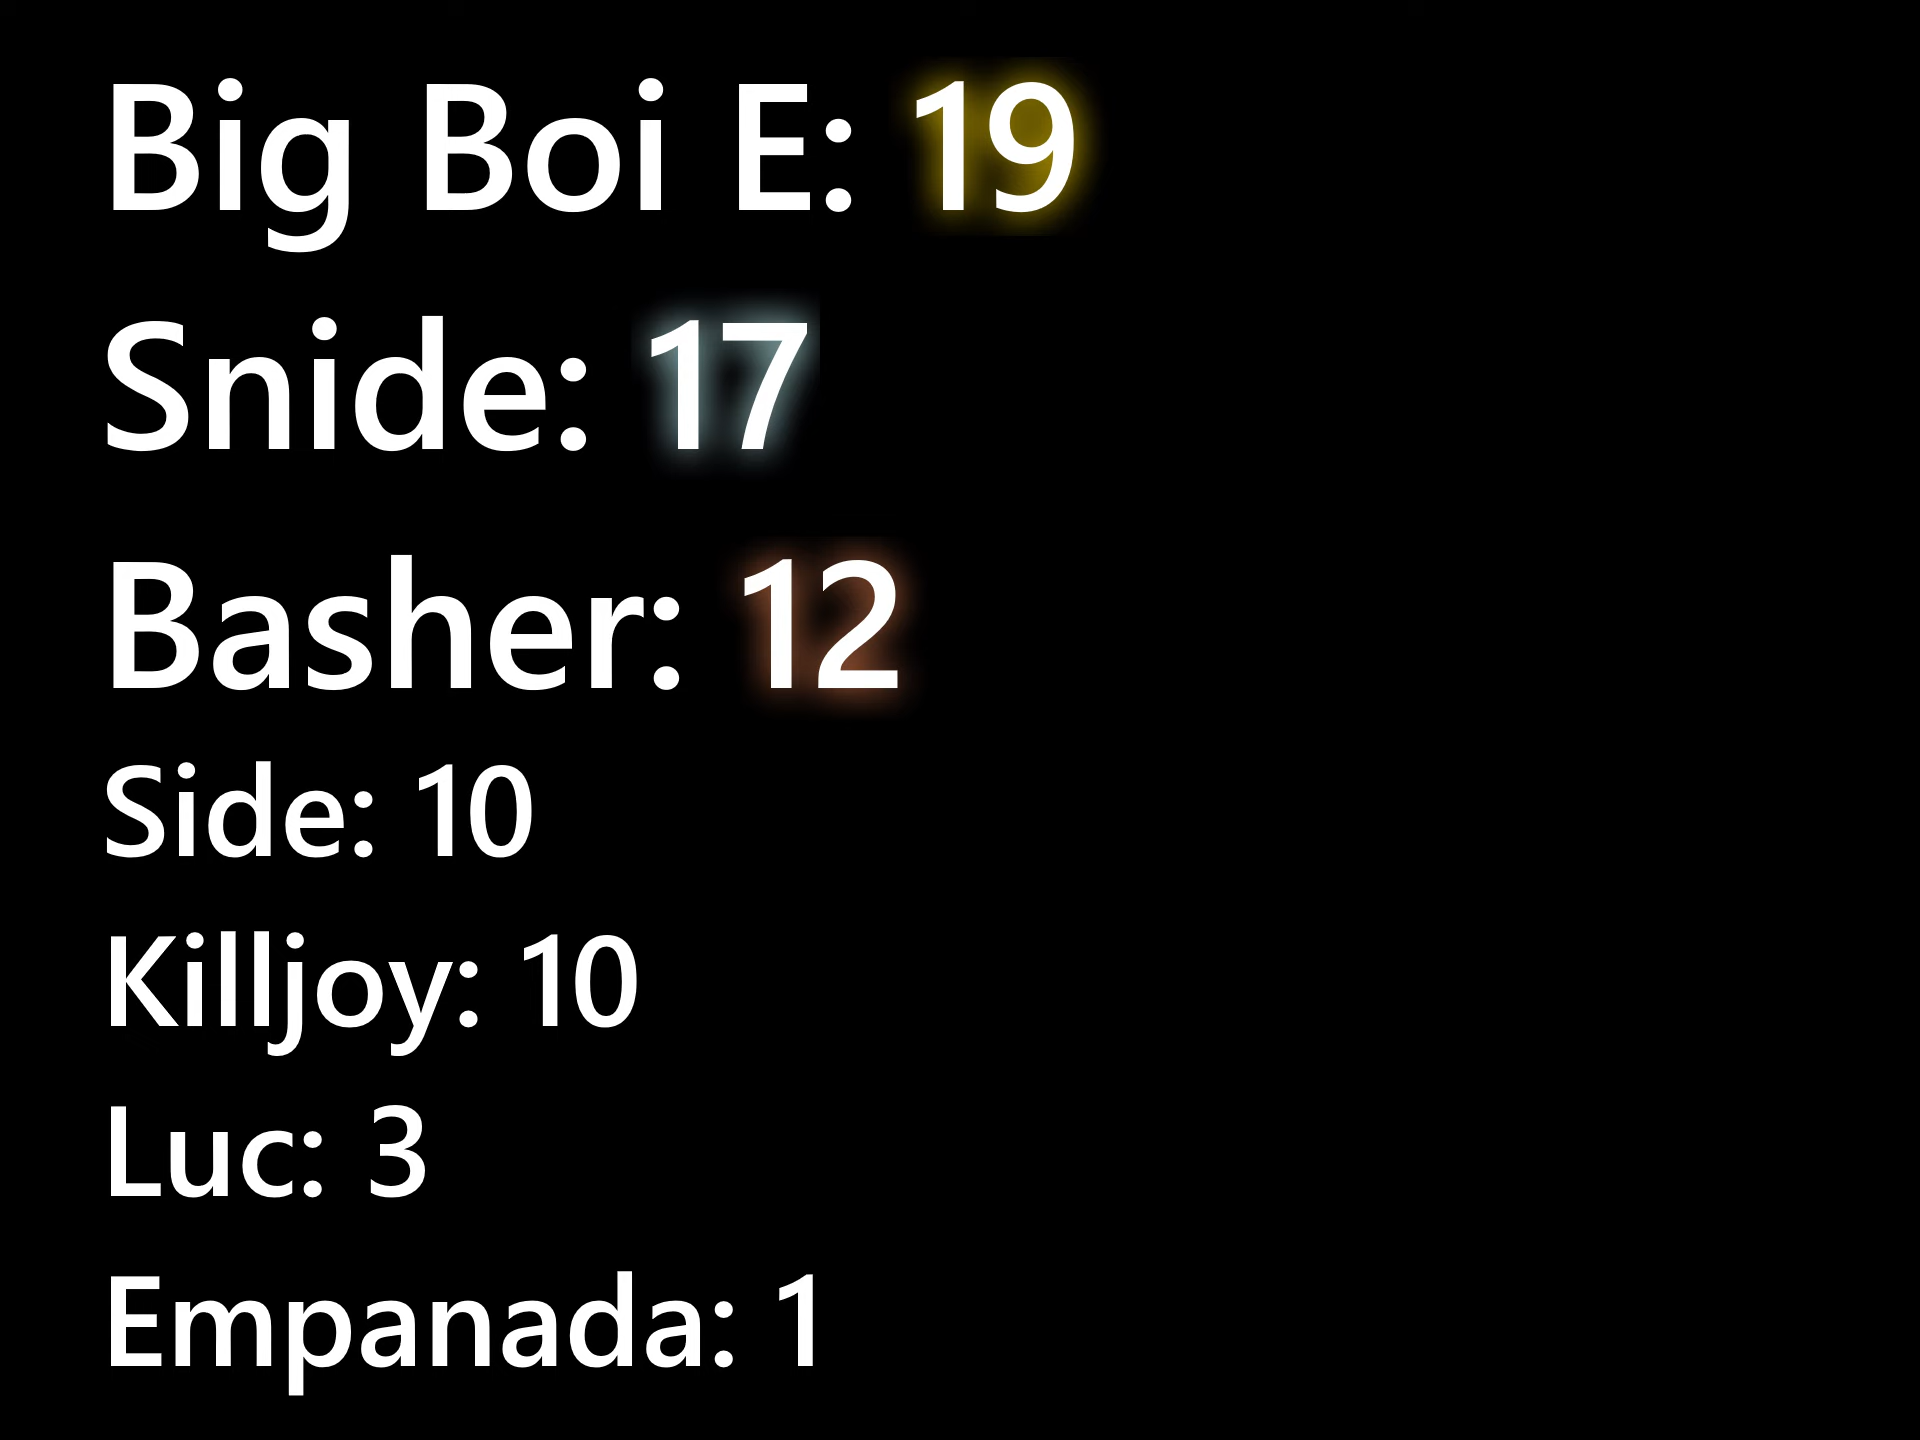 Big Boi E: 19
Snide: 17
Basher: 12
Side: 10
Killjoy: 10
Luc: 3
Empanada: 1